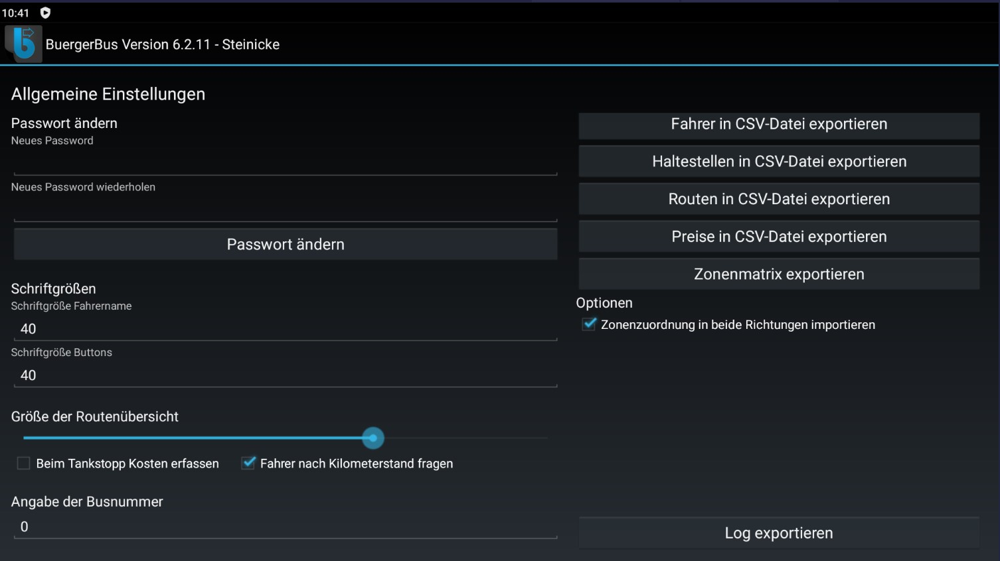 10:41
BuergerBus Version 6.2.11 - Steinicke
Allgemeine Einstellungen
Passwort ändern
Neues Password
Neues Password wiederholen
Passwort ändern
Schriftgrößen
Schriftgröße Fahrername
40
Schriftgröße Buttons
40
Größe der Routenübersicht
Beim Tankstopp Kosten erfassen
Fahrer nach Kilometerstand fragen
Angabe der Busnummer
0
Fahrer in CSV-Datei exportieren
Haltestellen in CSV-Datei exportieren
Routen in CSV-Datei exportieren
Preise in CSV-Datei exportieren
Zonenmatrix exportieren
Optionen
Zonenzuordnung in beide Richtungen importieren
Log exportieren